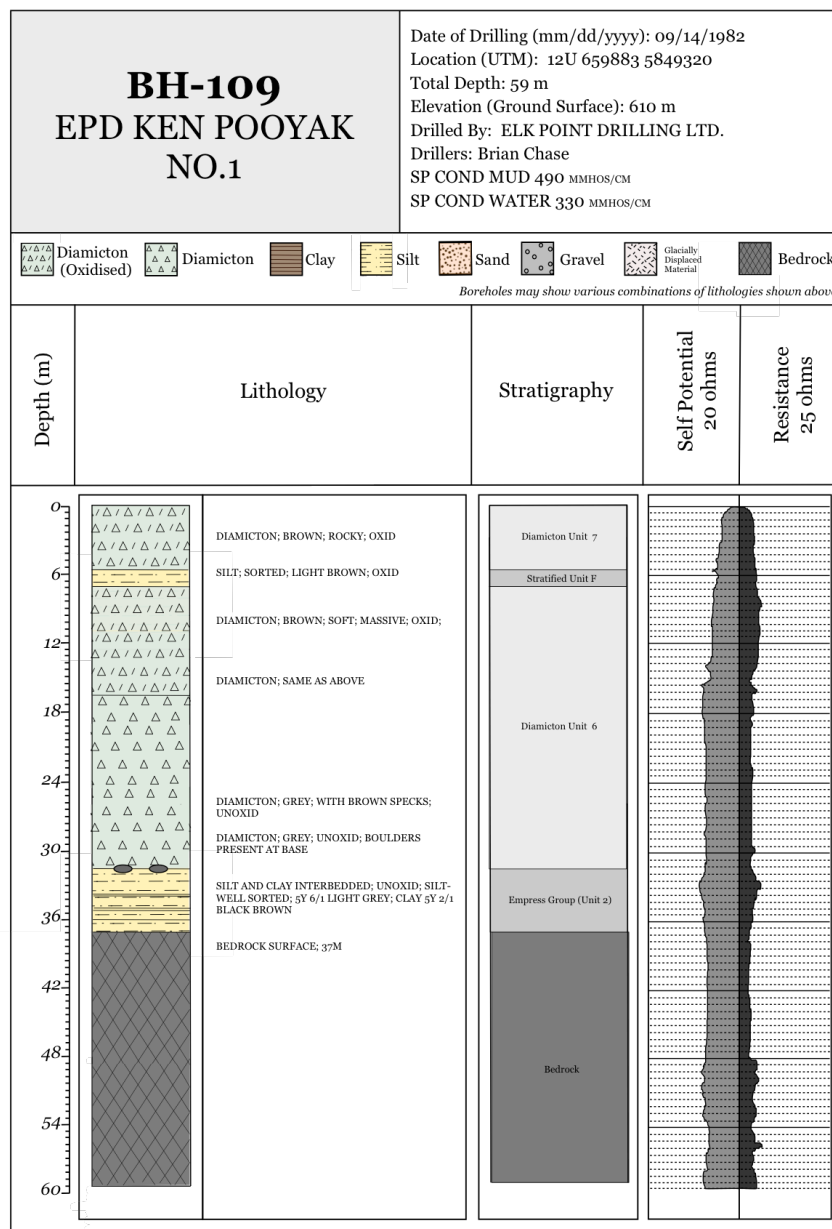 BH-109
EPD KEN POOYAK
NO.1
Date of Drilling (mm/dd/yyyy): 09/14/1982
Location (UTM): 12U 659883 5849320
Total Depth: 59 m
Elevation (Ground Surface): 610 m
Drilled By: ELK POINT DRILLING LTD.
Drillers: Brian Chase
SP COND MUD 490 MMHOS/CM
SP COND WATER 330 MMHOS/CM
Diamicton
(Oxidised)
Diamicton
Clay
Silt
Sand
Gravel
Glacially
Displaced
Material
Bedrock
Boreholes may show various combinations of lithologies shown above
Depth (m)
Lithology
Stratigraphy
Self Potential
20 ohms
Resistance
25 ohms
0
6
12
18
24
30
36
42
48
54
60
DIAMICTON; BROWN; ROCKY; OXID
SILT; SORTED; LIGHT BROWN; OXID
DIAMICTON; BROWN; SOFT; MASSIVE; OXID;
DIAMICTON; SAME AS ABOVE
DIAMICTON; GREY; WITH BROWN SPECKS;
UNOXID
DIAMICTON; GREY; UNOXID; BOULDERS
PRESENT AT BASE
SILT AND CLAY INTERBEDDED; UNOXID; SILT-
WELL SORTED; 5Y 6/1 LIGHT GREY; CLAY 5Y 2/1
BLACK BROWN
BEDROCK SURFACE; 37M
Diamicton Unit 7
Stratified Unit F
Diamicton Unit 6
Empress Group (Unit 2)
Bedrock